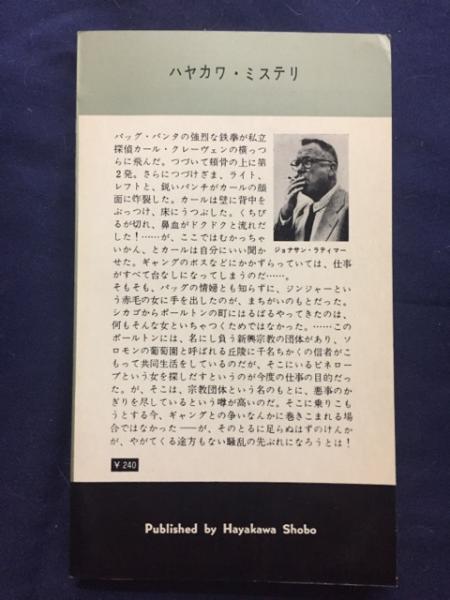 ハヤカワ・ミステリ
バッグ・バンタの強烈な鉄拳が私立
探偵カール・クレーヴェンの横っつ
らに飛んだ。つづいて頬骨の上に第
2発。さらにつづけざま、ライト、
レフトと、鋭いパンチがカールの顔
面に炸裂した。カールは壁に背中を
ぶっつけ、床にうつぶした。くちび
るが切れ、鼻血がドクドクと流れだ
した！……が、ここではむかっちゃ
いかん、とカールは自分にいい聞か
せた。ギャングのボスなどにかかずらっていては、仕事
がすべて台なしになってしまうのだ……。
そもそも、バッグの情婦とも知らずに、ジンジャーとい
う赤毛の女に手を出したのが、まちがいのもとだった。
シカゴからポールトンの町にはるばるやってきたのは、
何もそんな女といちゃつくためではなかった。……この
ポールトンには、名にし負う新興宗教の団体があり、ソ
ロモンの葡萄園と呼ばれる丘陵に千名ちかくの信者がこ
もって共同生活をしているのだが、そこにいるピネロー
プという女を探しだすというのが今度の仕事の目的だっ
た。が、そこは、宗教団体という名のもとに、悪事のか
ぎりを尽しているという噂が高いのだ。そこに乗りこも
うとする今、ギャングとの争いなんかに巻きこまれる場
合ではなかった――が、そのとるに足らぬはずのけんか
が、やがてくる途方もない騒乱の先ぶれになろうとは！
ジョナサン・ラティマー
¥ 240
Published by Hayakawa Shobo